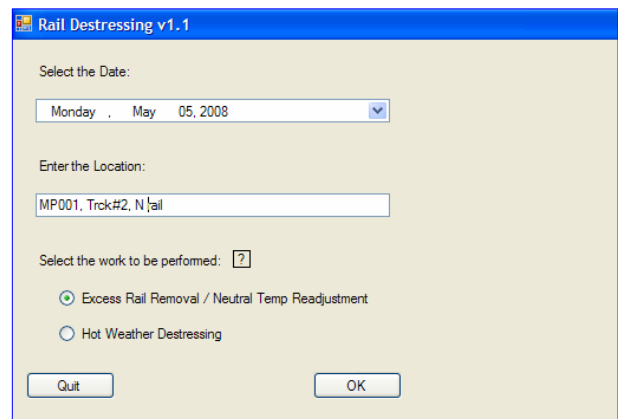 Rail Destressing v1.1
Select the Date:
Monday , May 05, 2008
Enter the Location:
MP001, Trck#2, N rail
Select the work to be performed: ?
Excess Rail Removal / Neutral Temp Readjustment
Hot Weather Destressing
Quit OK